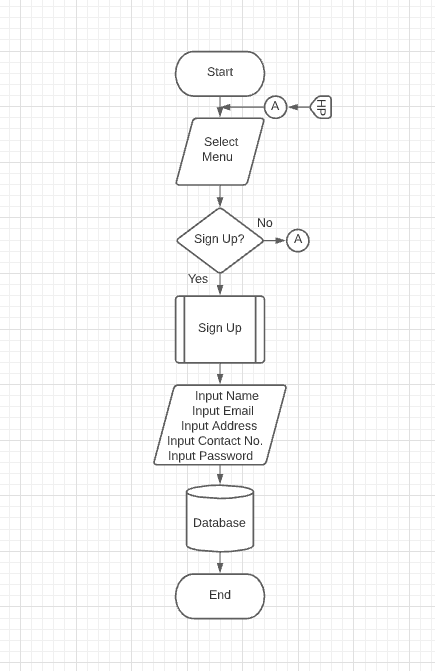 Start
A
HP
Select
Menu
No
Sign Up?
A
Yes
Sign Up
Input Name
Input Email
Input Address
Input Contact No.
Input Password
Database
End